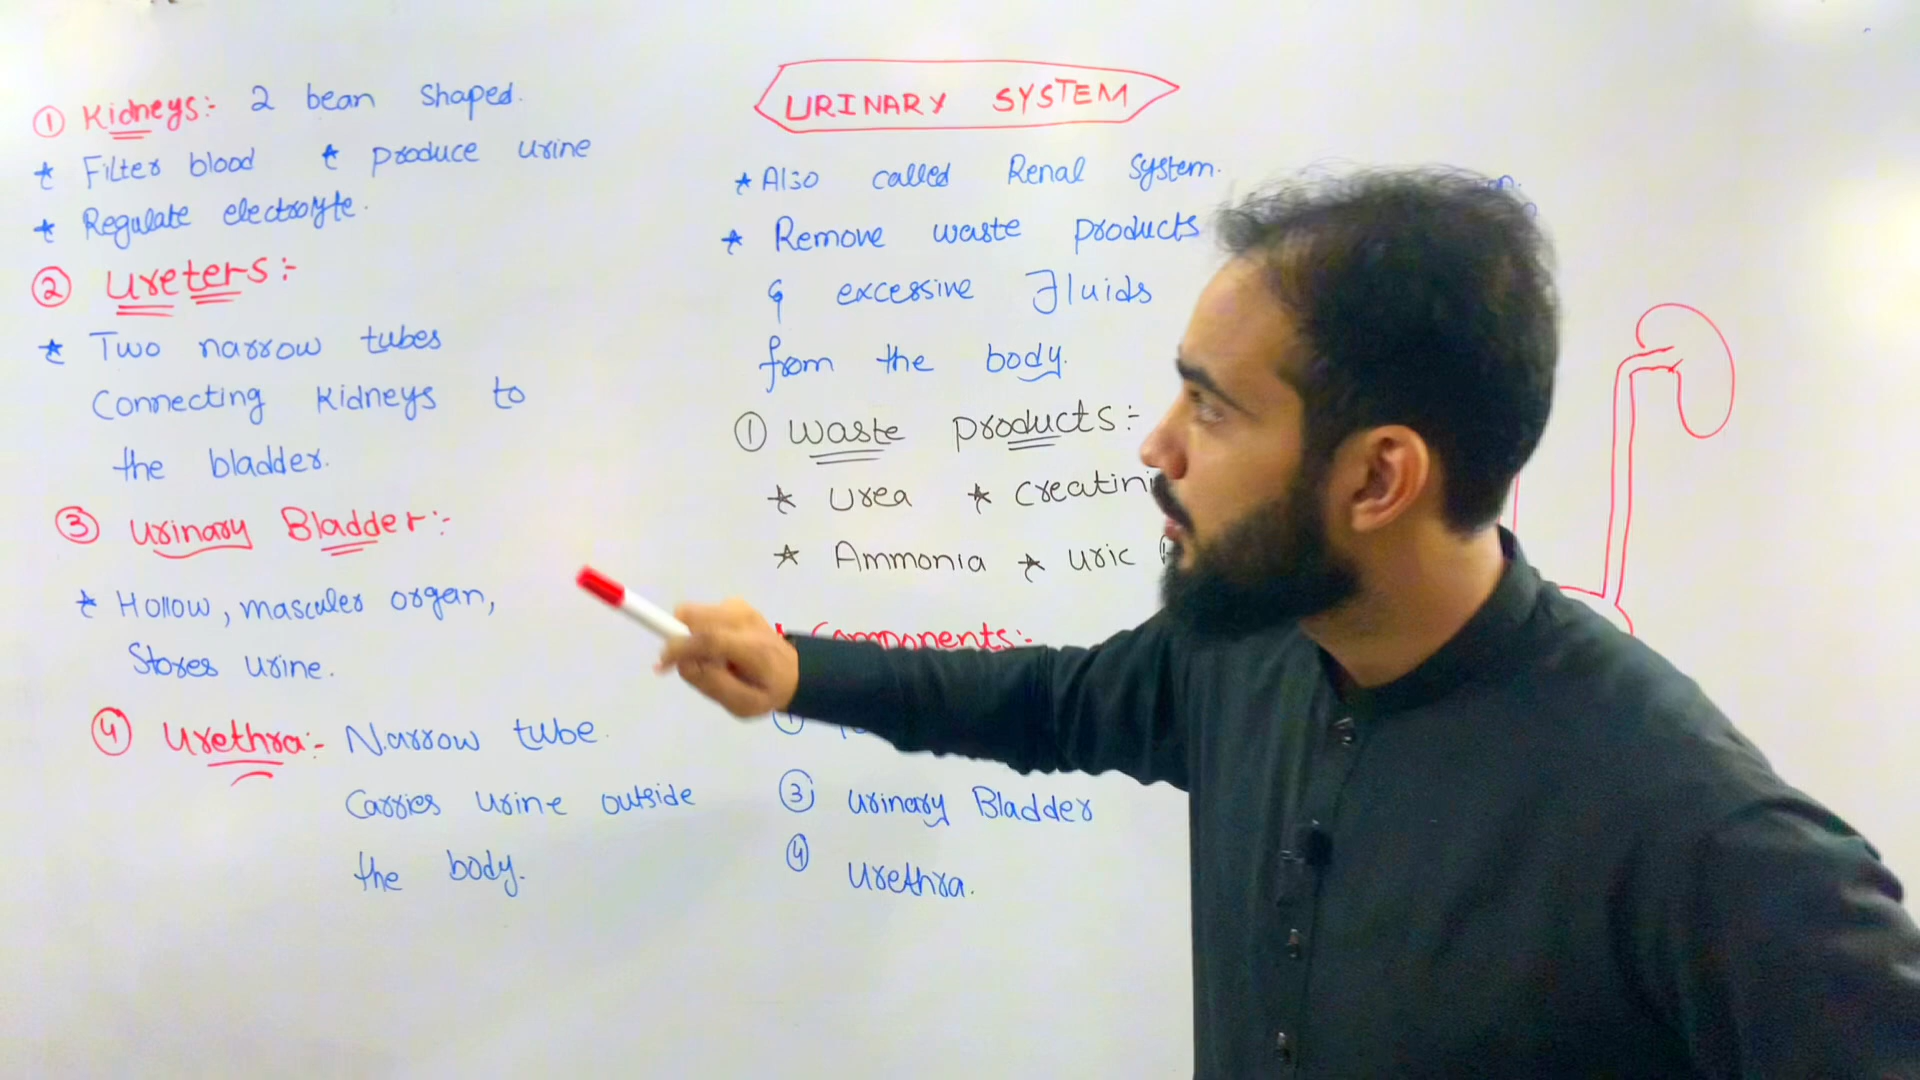 ① Kidneys:- 2 bean shaped.
* Filter blood * produce urine
* Regulate electrolyte.
② Ureters:-
* Two narrow tubes
Connecting kidneys to
the bladder.
③ Urinary Bladder:-
* Hollow, masculer organ,
Stores urine.
④ Urethra:- Narrow tube.
Carries urine outside
the body.
URINARY SYSTEM
* Also called Renal System.
* Remove waste products
& excessive Fluids
from the body.
① Waste products:-
* Urea *
* Ammonia * Uric
Components:-
③ Urinary Bladder
④ Urethra.